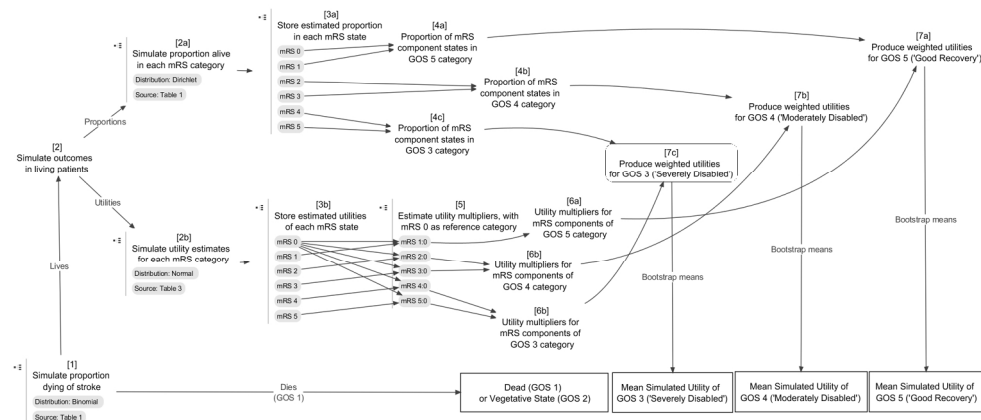 [3a]
Store estimated proportion
in each mRS state
mRS 0
mRS 1
mRS 2
mRS 3
mRS 4
mRS 5
[4a]
Proportion of mRS
component states in
GOS 5 category
[7a]
Produce weighted utilities
for GOS 5 ('Good Recovery')
[2a]
Simulate proportion alive
in each mRS category
Distribution: Dirichlet
Source: Table 1
[4b]
Proportion of mRS
component states in
GOS 4 category
[7b]
Produce weighted utilities
for GOS 4 ('Moderately Disabled')
[4c]
Proportion of mRS
component states in
GOS 3 category
Proportions
[2]
Simulate outcomes
in living patients
[7c]
Produce weighted utilities
for GOS 3 ('Severely Disabled')
Utilities
[3b]
Store estimated utilities
of each mRS state
mRS 0
mRS 1
mRS 2
mRS 3
mRS 4
mRS 5
[5]
Estimate utility multipliers, with
mRS 0 as reference category
mRS 1:0
mRS 2:0
mRS 3:0
mRS 4:0
mRS 5:0
[6a]
Utility multipliers for
mRS components of
GOS 5 category
[2b]
Simulate utility estimates
for each mRS category
Distribution: Normal
Source: Table 3
[6b]
Utility multipliers for
mRS components of
GOS 4 category
[6b]
Utility multipliers for
mRS components of
GOS 3 category
Bootstrap means
Bootstrap means
Bootstrap means
Lives
[1]
Simulate proportion
dying of stroke
Distribution: Binomial
Source: Table 1
Dies
(GOS 1)
Dead (GOS 1)
or Vegetative State (GOS 2)
Mean Simulated Utility of
GOS 3 ('Severely Disabled')
Mean Simulated Utility of
GOS 4 ('Moderately Disabled')
Mean Simulated Utility of
GOS 5 ('Good Recovery')